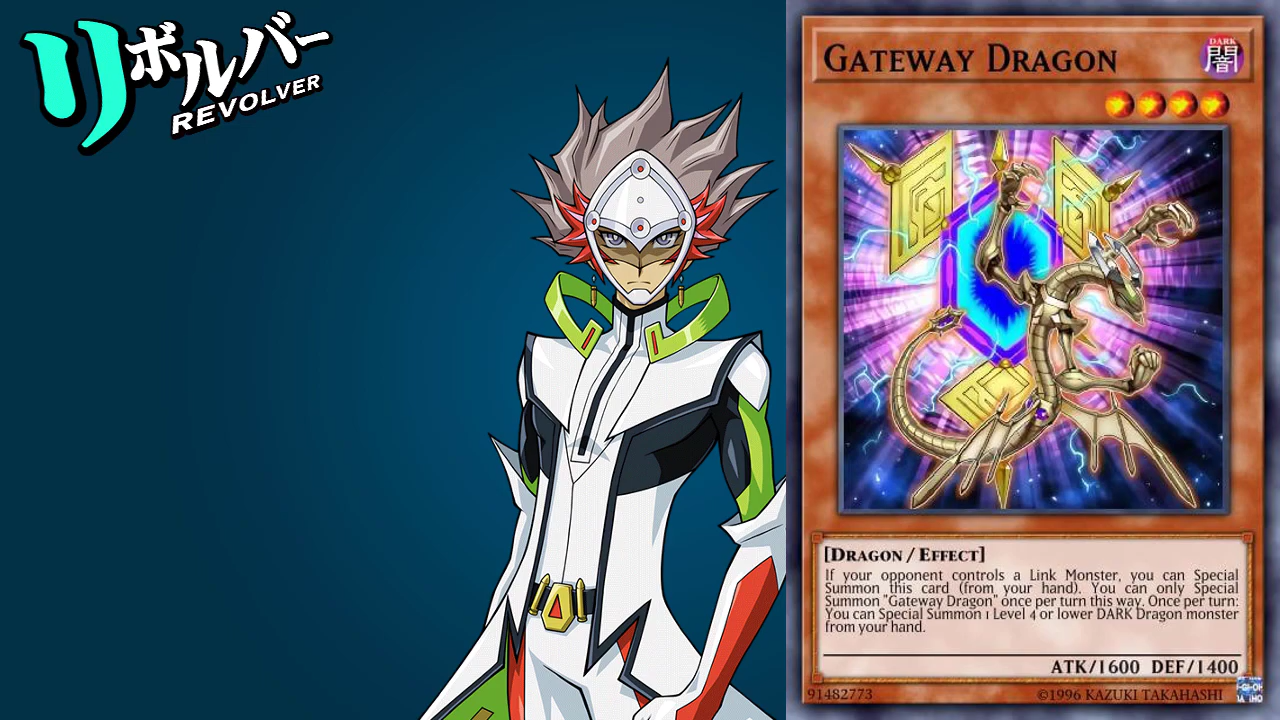 リボルバー
REVOLVER
GATEWAY DRAGON
DARK
闇
[DRAGON / EFFECT]
If your opponent controls a Link Monster, you can Special
Summon this card (from your hand). You can only Special
Summon "Gateway Dragon" once per turn this way. Once per turn:
You can Special Summon 1 Level 4 or lower DARK Dragon monster
from your hand.
ATK/1600 DEF/1400
91482773
©1996 KAZUKI TAKAHASHI